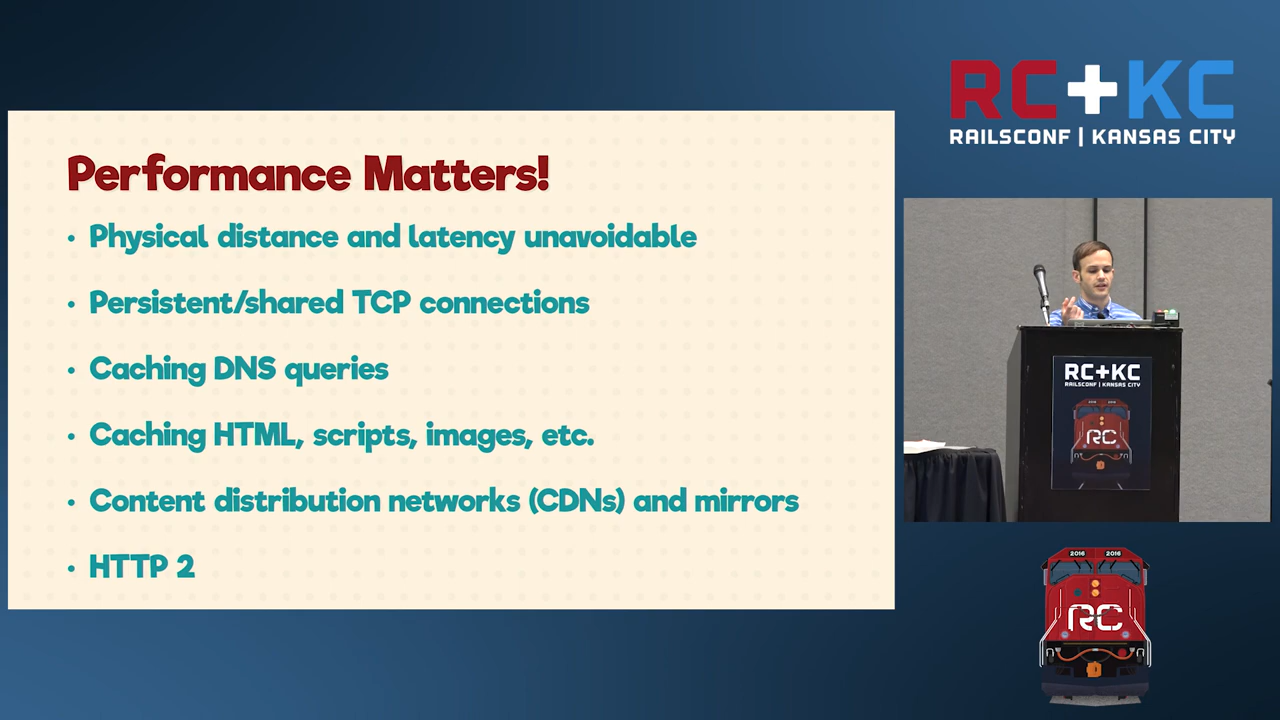 Performance Matters!
• Physical distance and latency unavoidable
• Persistent/shared TCP connections
• Caching DNS queries
• Caching HTML, scripts, images, etc.
• Content distribution networks (CDNs) and mirrors
• HTTP 2
RC+KC
RAILSCONF | KANSAS CITY
RC+KC
RAILSCONF | KANSAS CITY
RC
2016 2016
RC